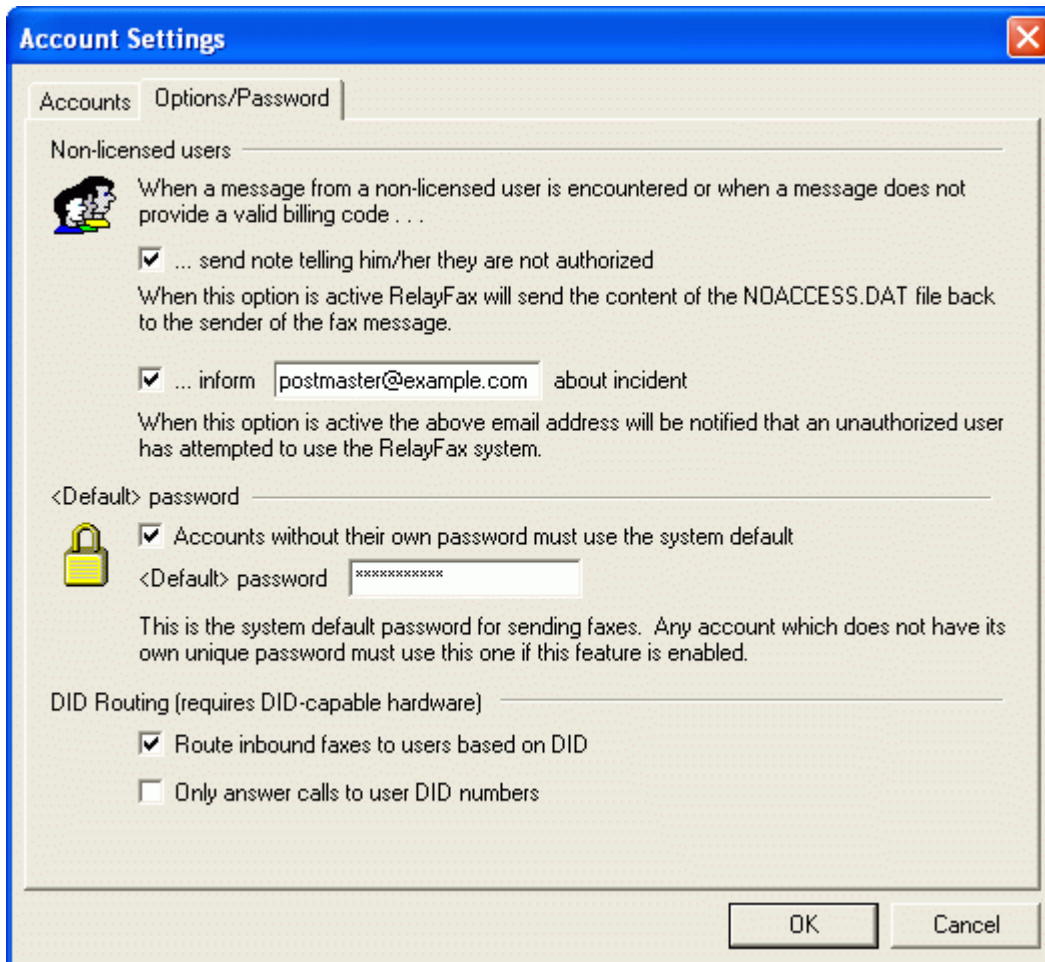 Account Settings
Accounts
Options/Password
Non-licensed users
When a message from a non-licensed user is encountered or when a message does not
provide a valid billing code . . .
... send note telling him/her they are not authorized
When this option is active RelayFax will send the content of the NOACCESS.DAT file back
to the sender of the fax message.
... inform postmaster@example.com about incident
When this option is active the above email address will be notified that an unauthorized user
has attempted to use the RelayFax system.
<Default> password
Accounts without their own password must use the system default
<Default> password ***********
This is the system default password for sending faxes.  Any account which does not have its
own unique password must use this one if this feature is enabled.
DID Routing (requires DID-capable hardware)
Route inbound faxes to users based on DID
Only answer calls to user DID numbers
OK
Cancel